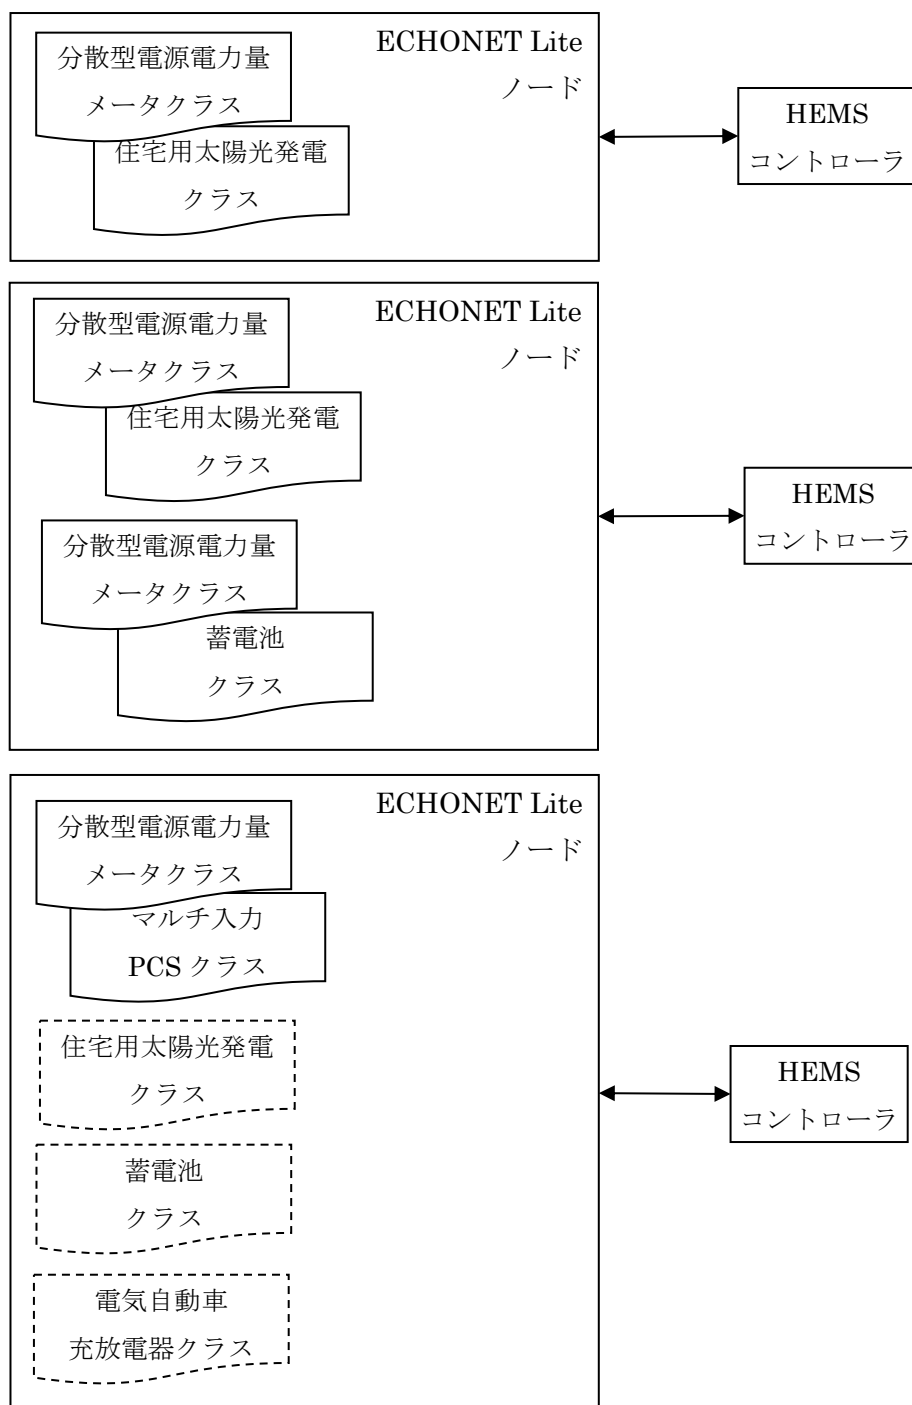 分散型電源電力量
メータクラス
住宅用太陽光発電
クラス
ECHONET Lite
ノード
HEMS
コントローラ
分散型電源電力量
メータクラス
住宅用太陽光発電
クラス
分散型電源電力量
メータクラス
蓄電池
クラス
ECHONET Lite
ノード
HEMS
コントローラ
分散型電源電力量
メータクラス
マルチ入力
PCS クラス
住宅用太陽光発電
クラス
蓄電池
クラス
電気自動車
充放電器クラス
ECHONET Lite
ノード
HEMS
コントローラ